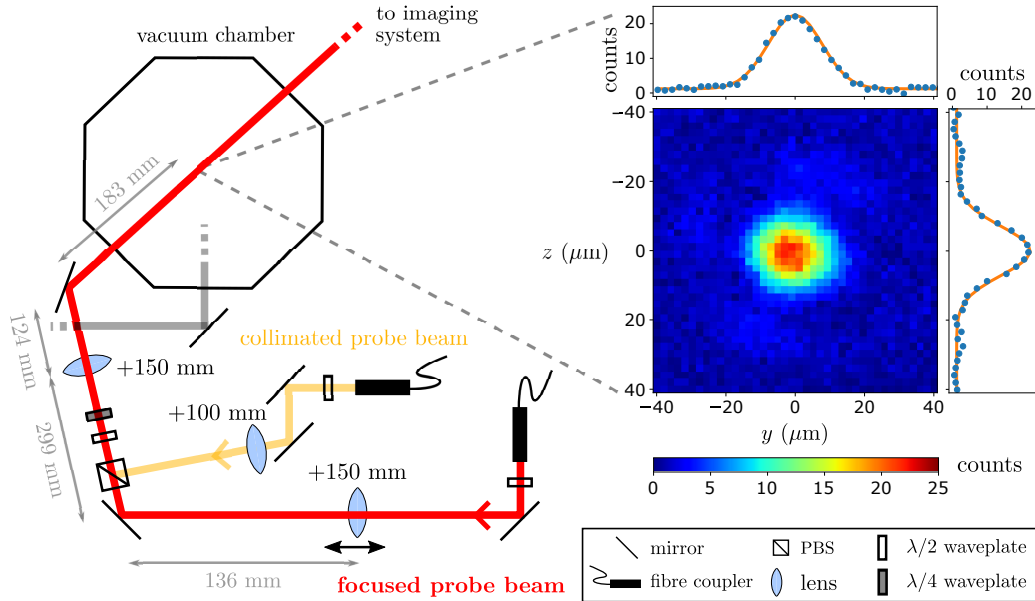 to imaging
system
vacuum chamber
183 mm
124 mm
+150 mm
collimated probe beam
+100 mm
299 mm
+150 mm
136 mm
focused probe beam
counts
20
10
0
counts
0
10
20
−40
−20
0
20
40
z (μm)
−40
−20
0
20
40
y (μm)
0
5
10
15
20
25
counts
mirror
PBS
λ/2 waveplate
fibre coupler
lens
λ/4 waveplate